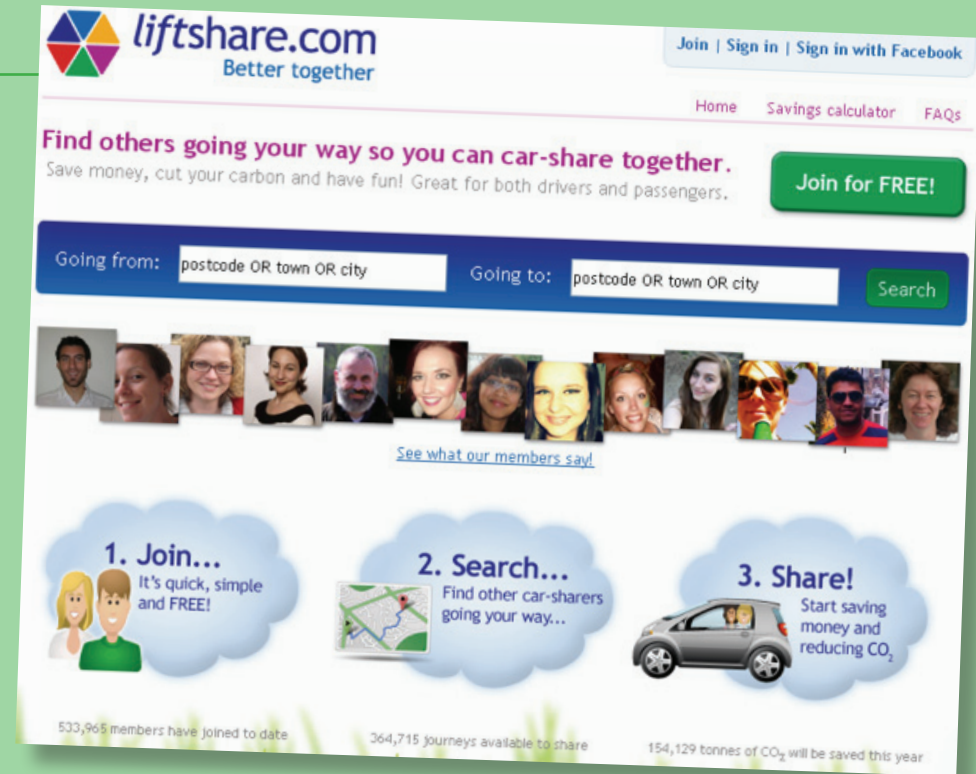 liftshare.com
Better together
Join | Sign in | Sign in with Facebook
Home Savings calculator FAQs
Find others going your way so you can car-share together.
Save money, cut your carbon and have fun! Great for both drivers and passengers.
Join for FREE!
Going from: postcode OR town OR city Going to: postcode OR town OR city Search
See what our members say!
1. Join...
It's quick, simple
and FREE!
2. Search...
Find other car-sharers
going your way...
3. Share!
Start saving
money and
reducing CO₂
533,965 members have joined to date
364,715 journeys available to share
154,129 tonnes of CO₂ will be saved this year